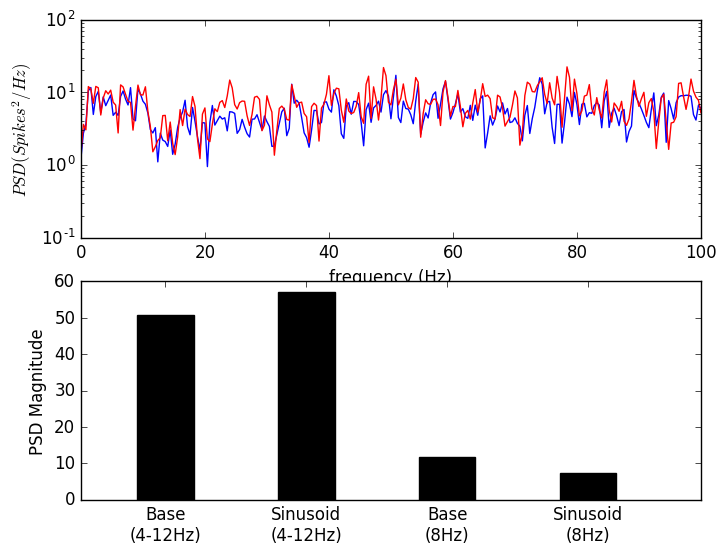 10^2
10^1
10^0
10^-1
PSD(Spikes^2/Hz)
0 20 40 60 80 100
frequency (Hz)
60
50
40
30
20
10
0
PSD Magnitude
Base Sinusoid Base Sinusoid
(4-12Hz) (4-12Hz) (8Hz) (8Hz)